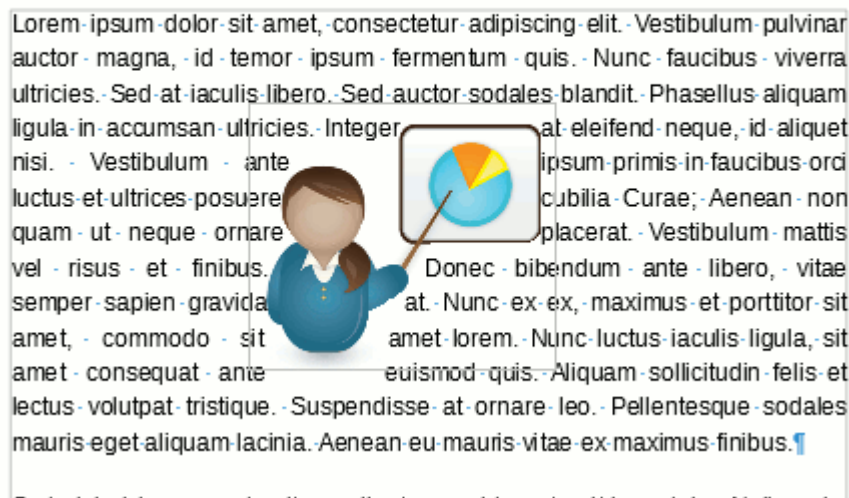 Lorem ipsum dolor sit amet, consectetur adipiscing elit. Vestibulum pulvinar
auctor magna, id temor ipsum fermentum quis. Nunc faucibus viverra
ultricies. Sed at iaculis libero. Sed auctor sodales blandit. Phasellus aliquam
ligula in accumsan ultricies. Integer at eleifend neque, id aliquet
nisi. Vestibulum ante ipsum primis in faucibus orci
luctus et ultrices posuere cubilia Curae; Aenean non
quam ut neque ornare placerat. Vestibulum mattis
vel risus et finibus. Donec bibendum ante libero, vitae
semper sapien gravida at. Nunc ex ex, maximus et porttitor sit
amet, commodo sit amet lorem. Nunc luctus iaculis ligula, sit
amet consequat ante euismod quis. Aliquam sollicitudin felis et
lectus volutpat tristique. Suspendisse at ornare leo. Pellentesque sodales
mauris eget aliquam lacinia. Aenean eu mauris vitae ex maximus finibus.¶